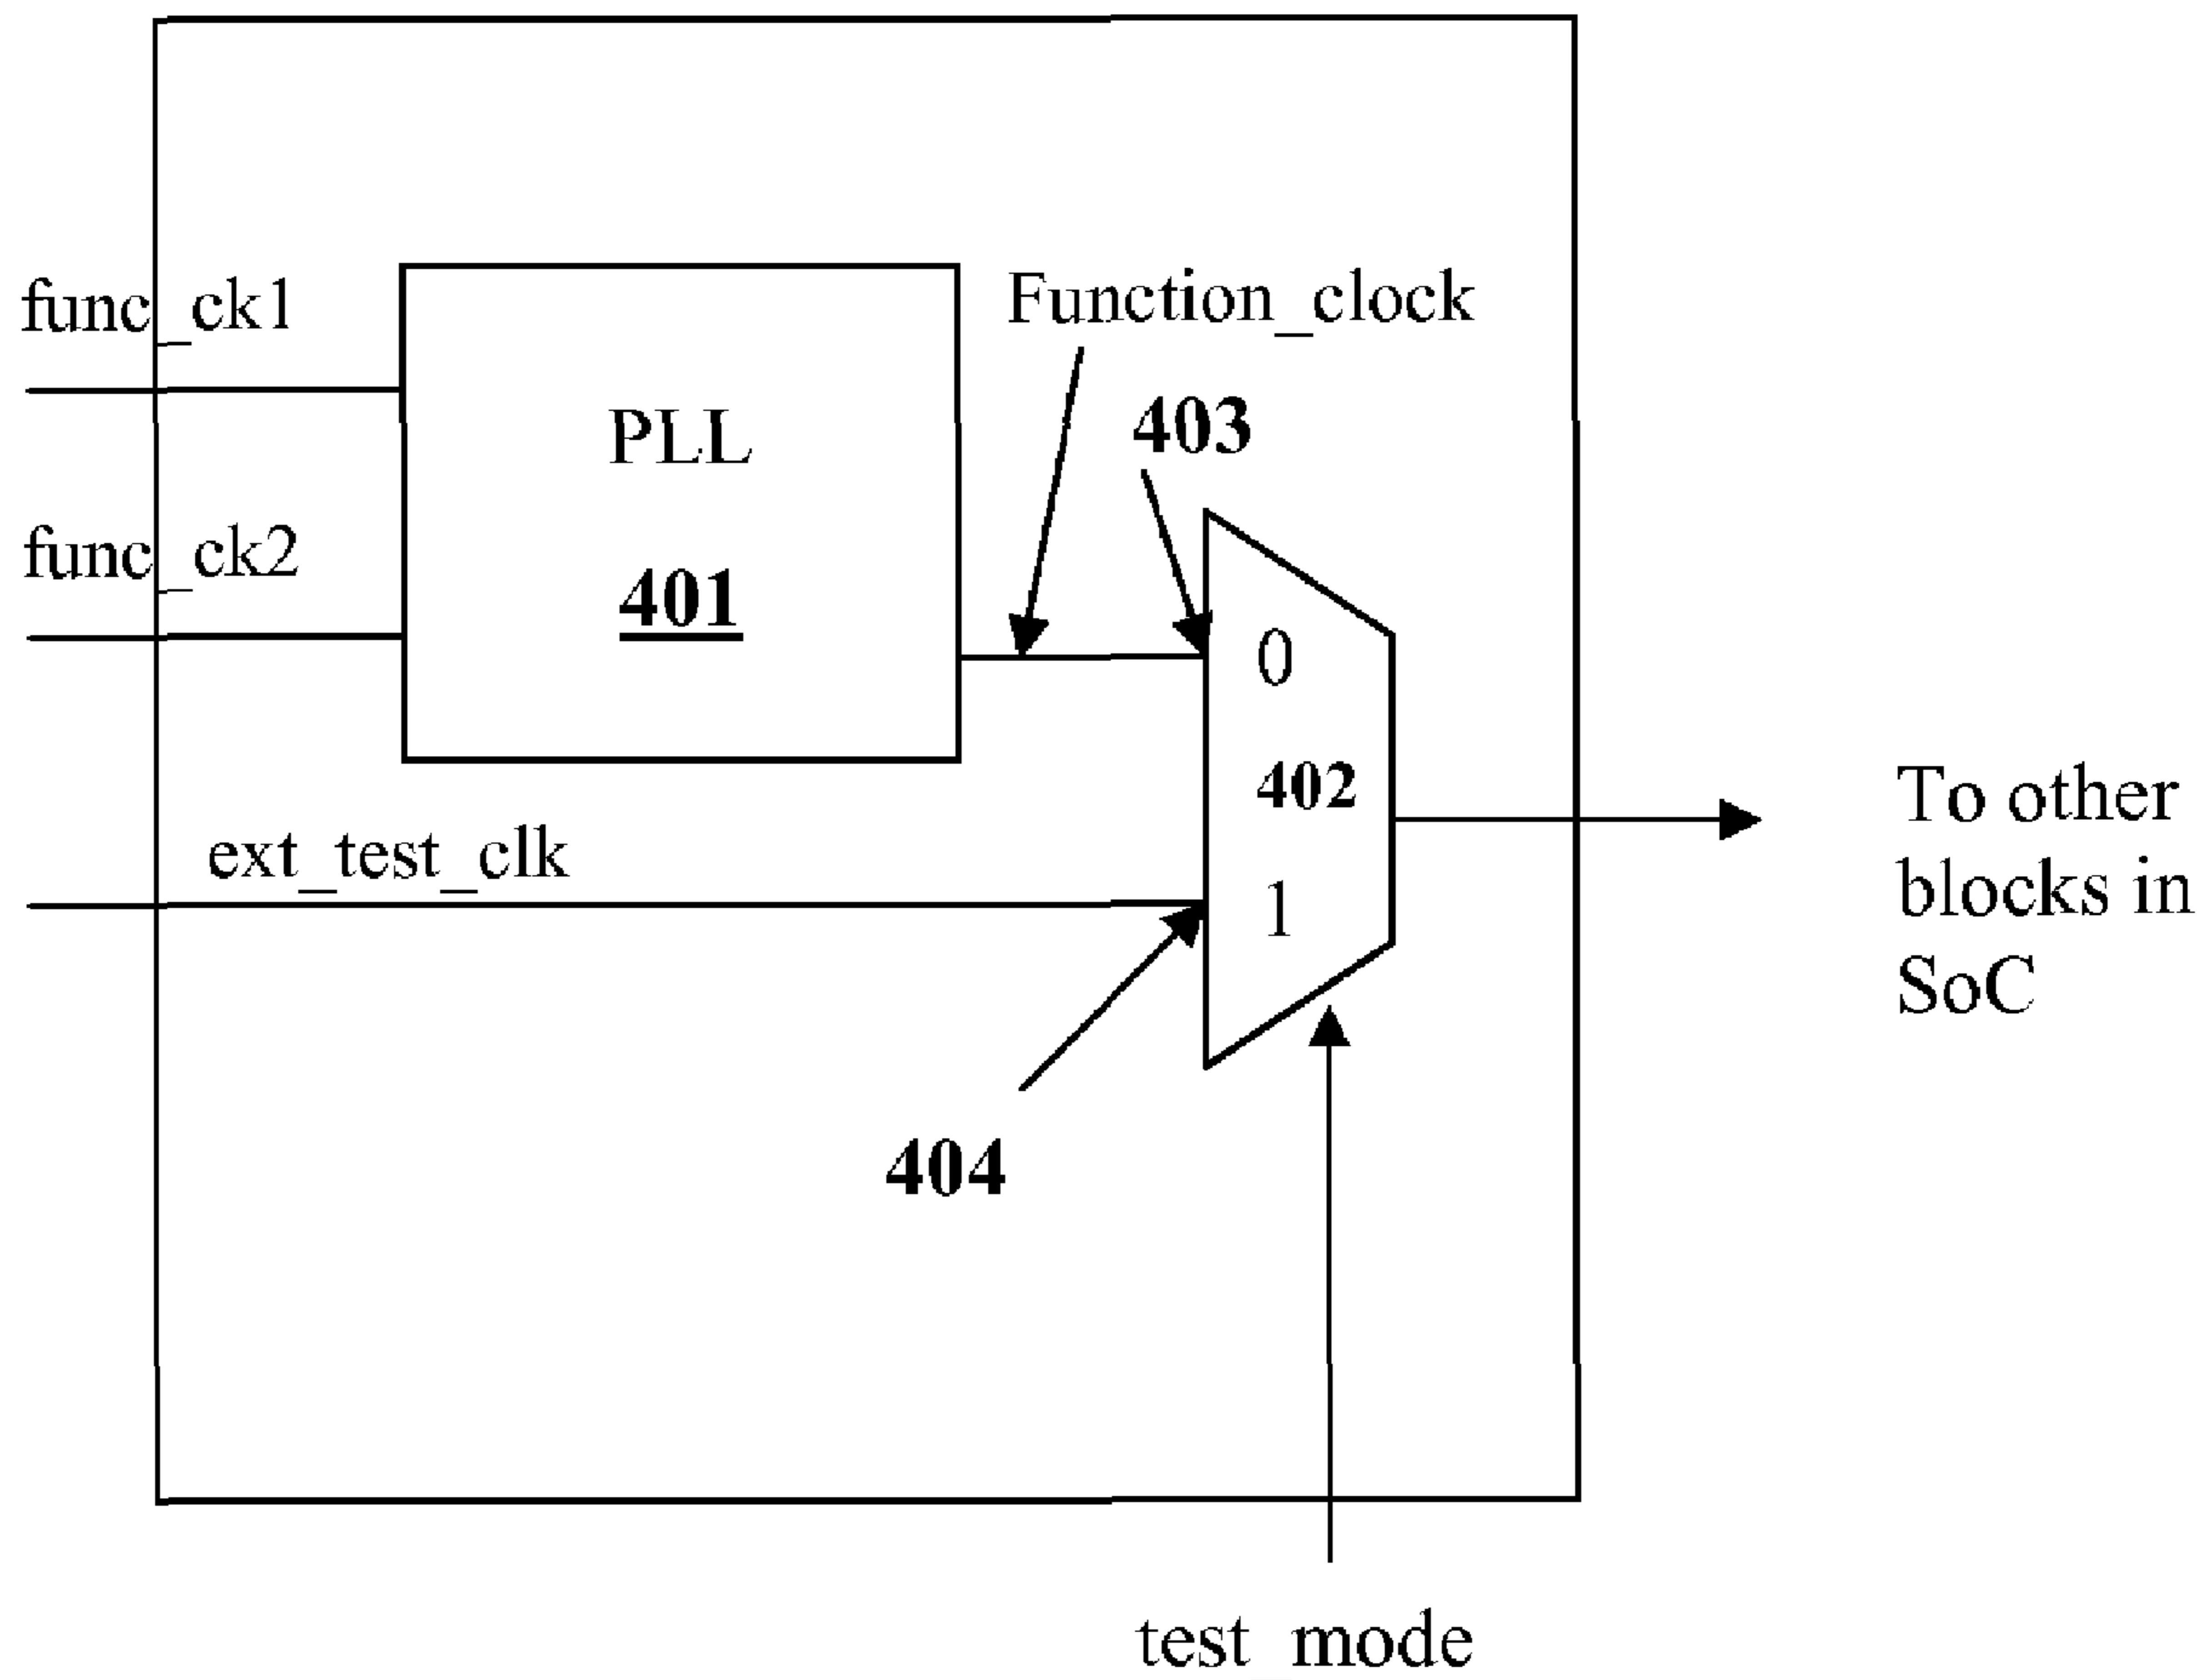 func_ck1
Function_clock
403
PLL
func_ck2
401
0
402
To other
blocks in
SoC
ext_test_clk
1
404
test_mode